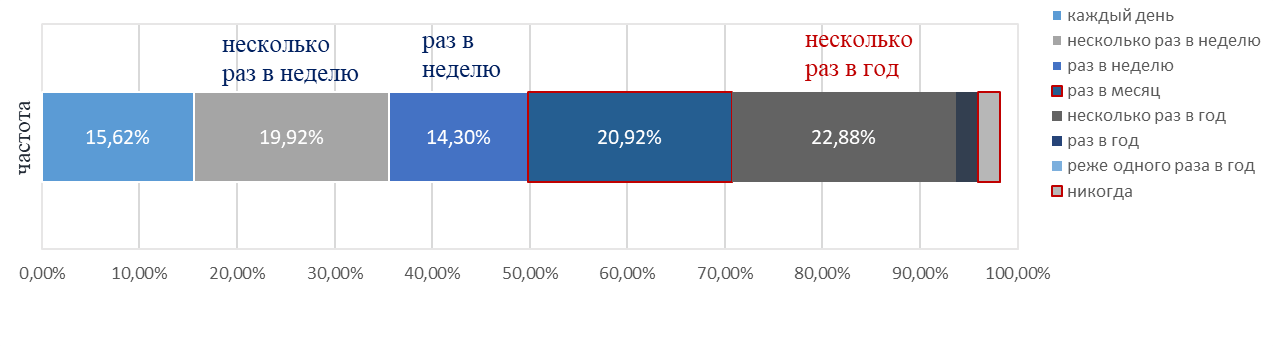 несколько
раз в неделю
раз в
неделю
несколько
раз в год
частота
15,62%
19,92%
14,30%
20,92%
22,88%
0,00%
10,00%
20,00%
30,00%
40,00%
50,00%
60,00%
70,00%
80,00%
90,00%
100,00%
каждый день
несколько раз в неделю
раз в неделю
раз в месяц
несколько раз в год
раз в год
реже одного раза в год
никогда